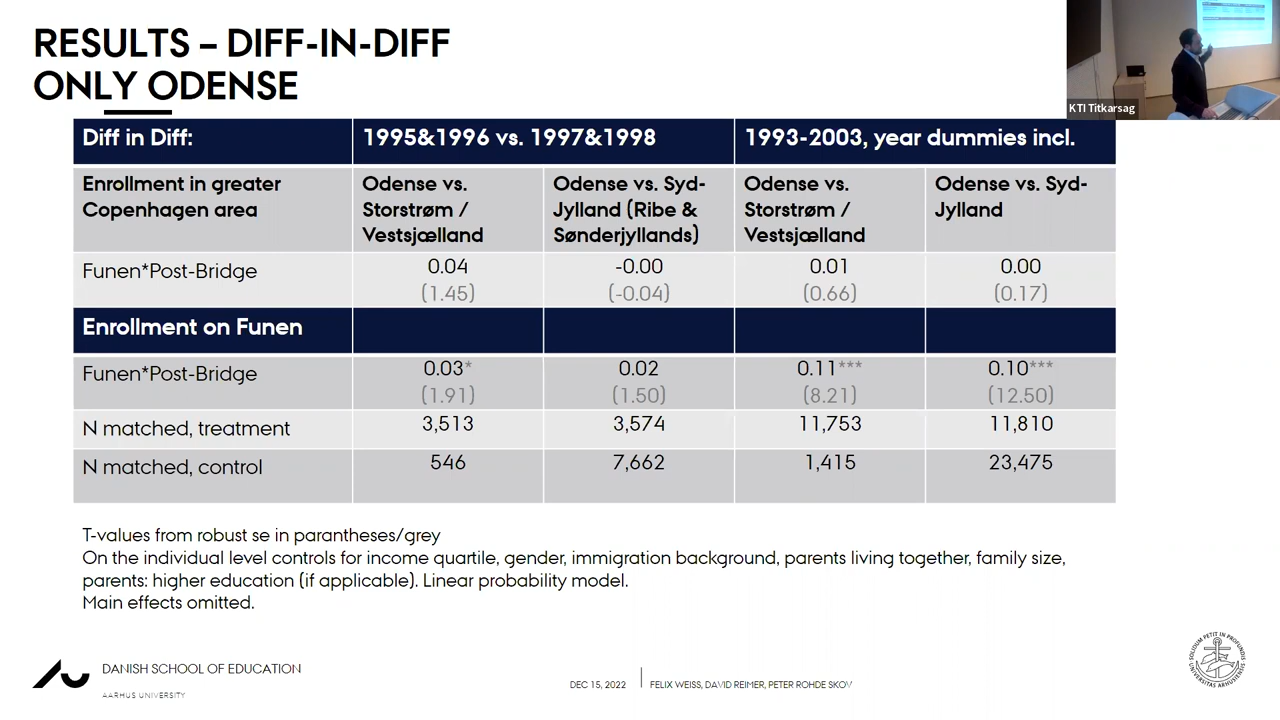 RESULTS – DIFF-IN-DIFF
ONLY ODENSE
KTI Titkarsag
Diff in Diff: 1995&1996 vs. 1997&1998 1993-2003, year dummies incl.
Enrollment in greater Copenhagen area Odense vs. Storstrøm / Vestsjælland Odense vs. Syd-Jylland (Ribe & Sønderjyllands) Odense vs. Storstrøm / Vestsjælland Odense vs. Syd-Jylland
Funen*Post-Bridge 0.04 (1.45) -0.00 (-0.04) 0.01 (0.66) 0.00 (0.17)
Enrollment on Funen
Funen*Post-Bridge 0.03* (1.91) 0.02 (1.50) 0.11*** (8.21) 0.10*** (12.50)
N matched, treatment 3,513 3,574 11,753 11,810
N matched, control 546 7,662 1,415 23,475
T-values from robust se in parantheses/grey
On the individual level controls for income quartile, gender, immigration background, parents living together, family size,
parents: higher education (if applicable). Linear probability model.
Main effects omitted.
DANISH SCHOOL OF EDUCATION
AARHUS UNIVERSITY
DEC 15, 2022 FELIX WEISS, DAVID REIMER, PETER ROHDE SKOV